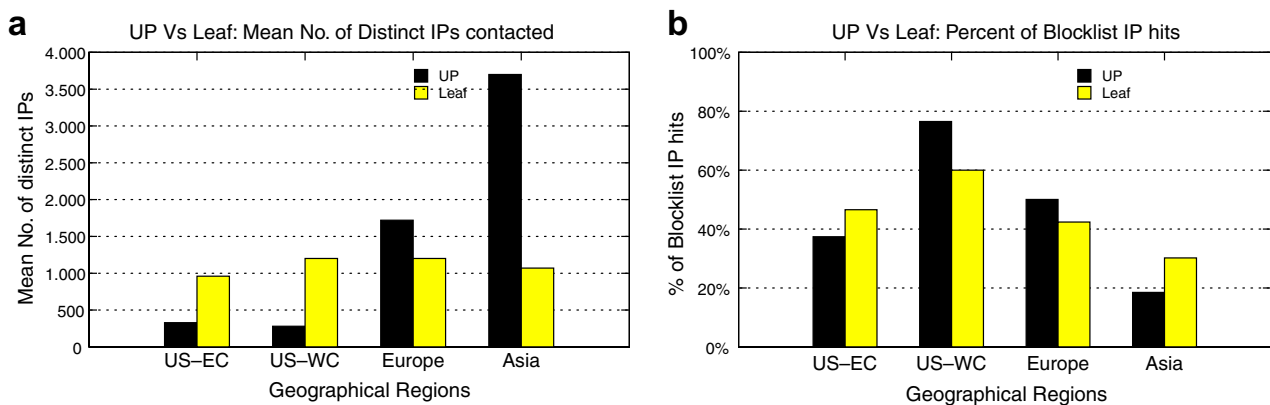 a
UP Vs Leaf: Mean No. of Distinct IPs contacted
Mean No. of distinct IPs
4.000
3.500
3.000
2.500
2.000
1.500
1.000
500
0
UP
Leaf
US–EC
US–WC
Europe
Asia
Geographical Regions
b
UP Vs Leaf: Percent of Blocklist IP hits
% of Blocklist IP hits
100%
80%
60%
40%
20%
0%
UP
Leaf
US–EC
US–WC
Europe
Asia
Geographical Regions